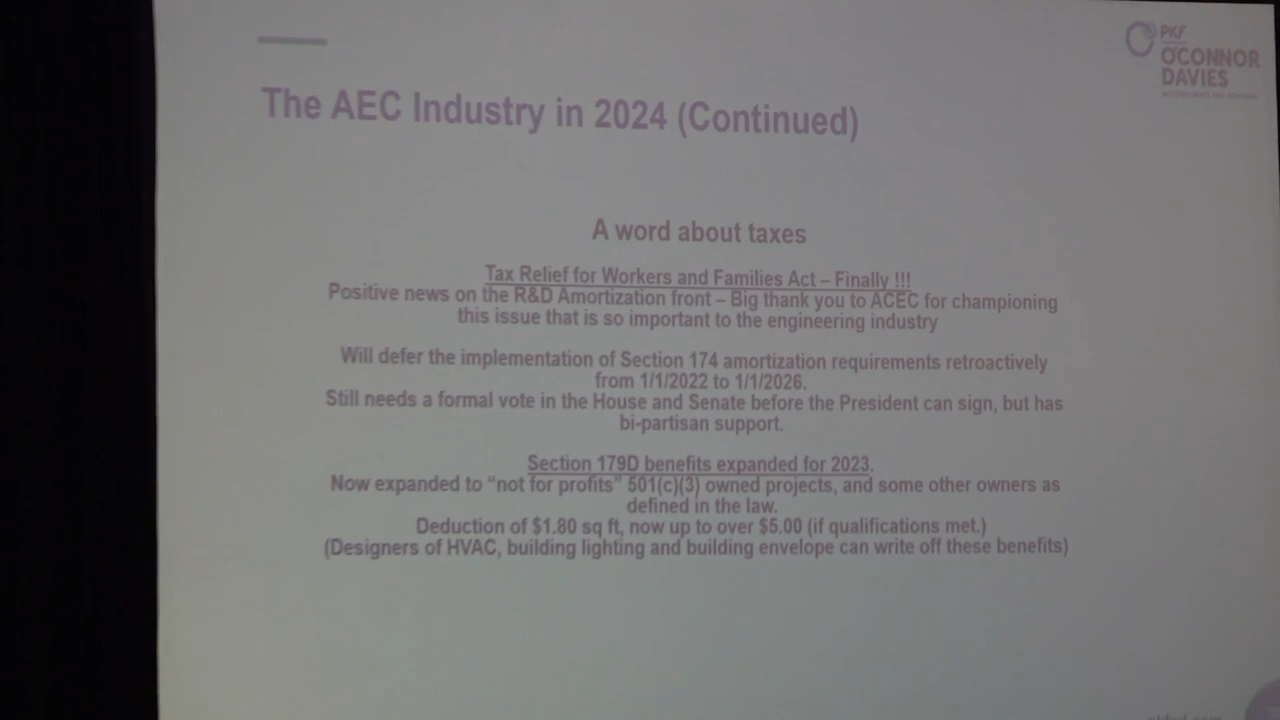 PKF
O'CONNOR
DAVIES
The AEC Industry in 2024 (Continued)
A word about taxes
Tax Relief for Workers and Families Act – Finally !!!
Positive news on the R&D Amortization front – Big thank you to ACEC for championing
this issue that is so important to the engineering industry
Will defer the implementation of Section 174 amortization requirements retroactively
from 1/1/2022 to 1/1/2026.
Still needs a formal vote in the House and Senate before the President can sign, but has
bi-partisan support.
Section 179D benefits expanded for 2023.
Now expanded to “not for profits” 501(c)(3) owned projects, and some other owners as
defined in the law.
Deduction of $1.80 sq ft, now up to over $5.00 (if qualifications met.)
(Designers of HVAC, building lighting and building envelope can write off these benefits)